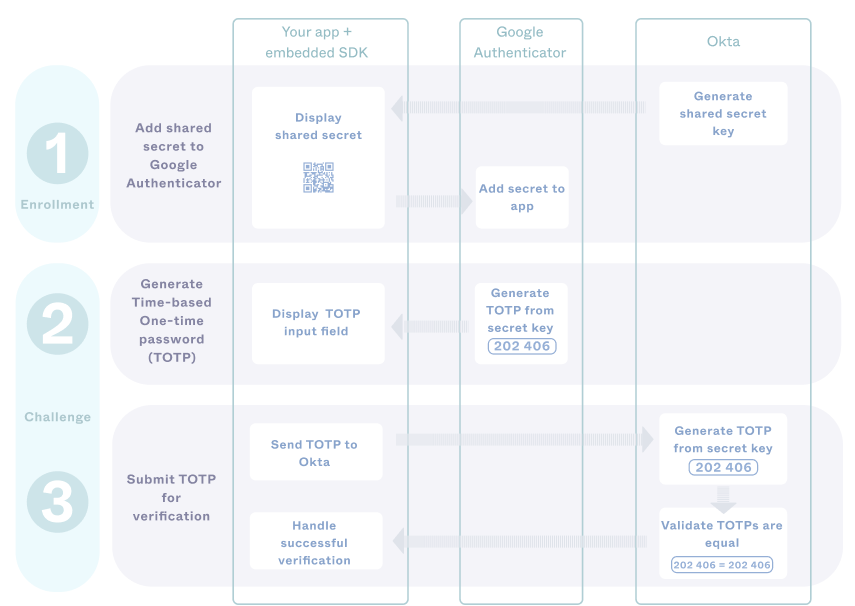 Your app +
embedded SDK
Google
Authenticator
Okta
1
Enrollment
Add shared
secret to
Google
Authenticator
Display
shared secret
Generate
shared secret
key
Add secret to
app
2
Generate
Time-based
One-time
password
(TOTP)
Display TOTP
input field
Generate
TOTP from
secret key
202 406
Challenge
3
Submit TOTP
for
verification
Send TOTP to
Okta
Generate TOTP
from secret key
202 406
Validate TOTPs are
equal
202 406 = 202 406
Handle
successful
verification